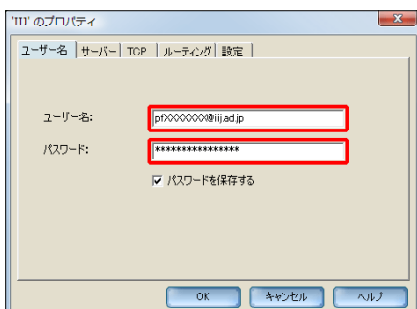 'IIJ' のプロパティ
ユーザー名 サーバー TCP ルーティング 設定
ユーザー名:
pfXXXXXXX@iij.ad.jp
パスワード:
****************
パスワードを保存する
OK キャンセル ヘルプ